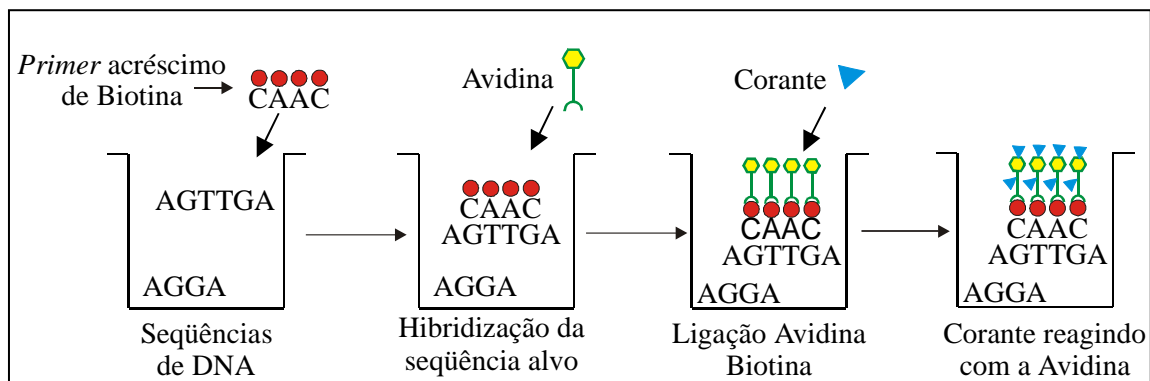 Primer acréscimo
de Biotina
CAAC
Avidina
Corante
AGTTGA
AGGA
CAAC
AGTTGA
AGGA
CAAC
AGTTGA
AGGA
CAAC
AGTTGA
AGGA
Seqüências
de DNA
Hibridização da
seqüência alvo
Ligação Avidina
Biotina
Corante reagindo
com a Avidina